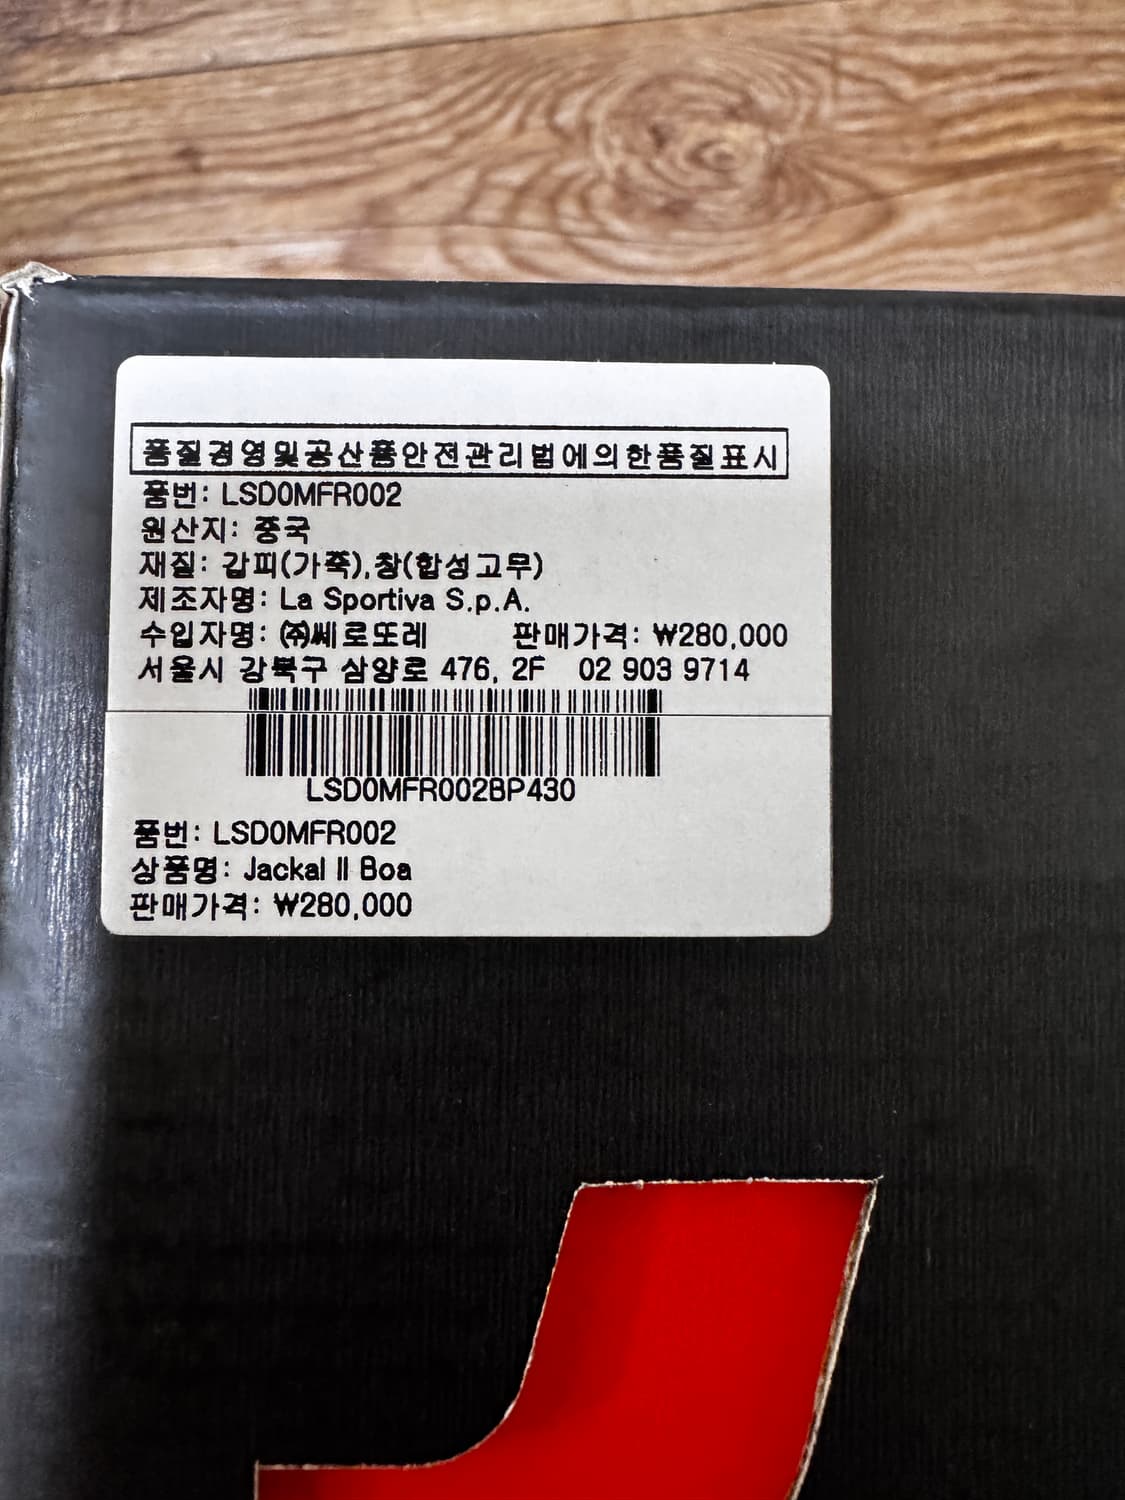 품질경영및공산품안전관리법에의한품질표시
품번: LSD0MFR002
원산지: 중국
재질: 갑피(가죽),창(합성고무)
제조자명: La Sportiva S.p.A.
수입자명: ㈜쎄로또레 판매가격: ₩280,000
서울시 강북구 삼양로 476, 2F 02 903 9714
LSD0MFR002BP430
품번: LSD0MFR002
상품명: Jackal II Boa
판매가격: ₩280,000